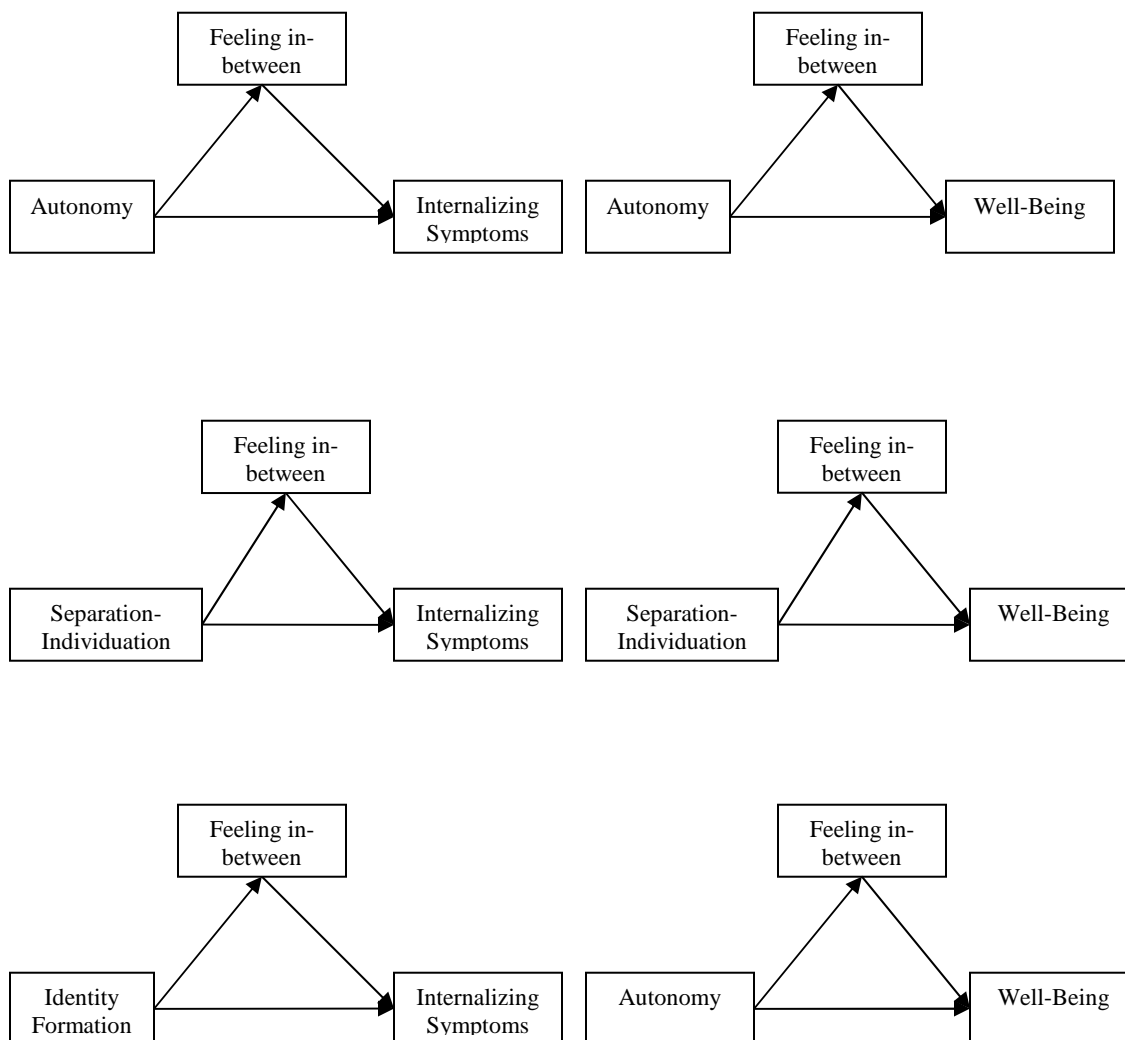 Feeling in-
between
Autonomy
Internalizing
Symptoms
Feeling in-
between
Autonomy
Well-Being
Feeling in-
between
Separation-
Individuation
Internalizing
Symptoms
Feeling in-
between
Separation-
Individuation
Well-Being
Feeling in-
between
Identity
Formation
Internalizing
Symptoms
Feeling in-
between
Autonomy
Well-Being